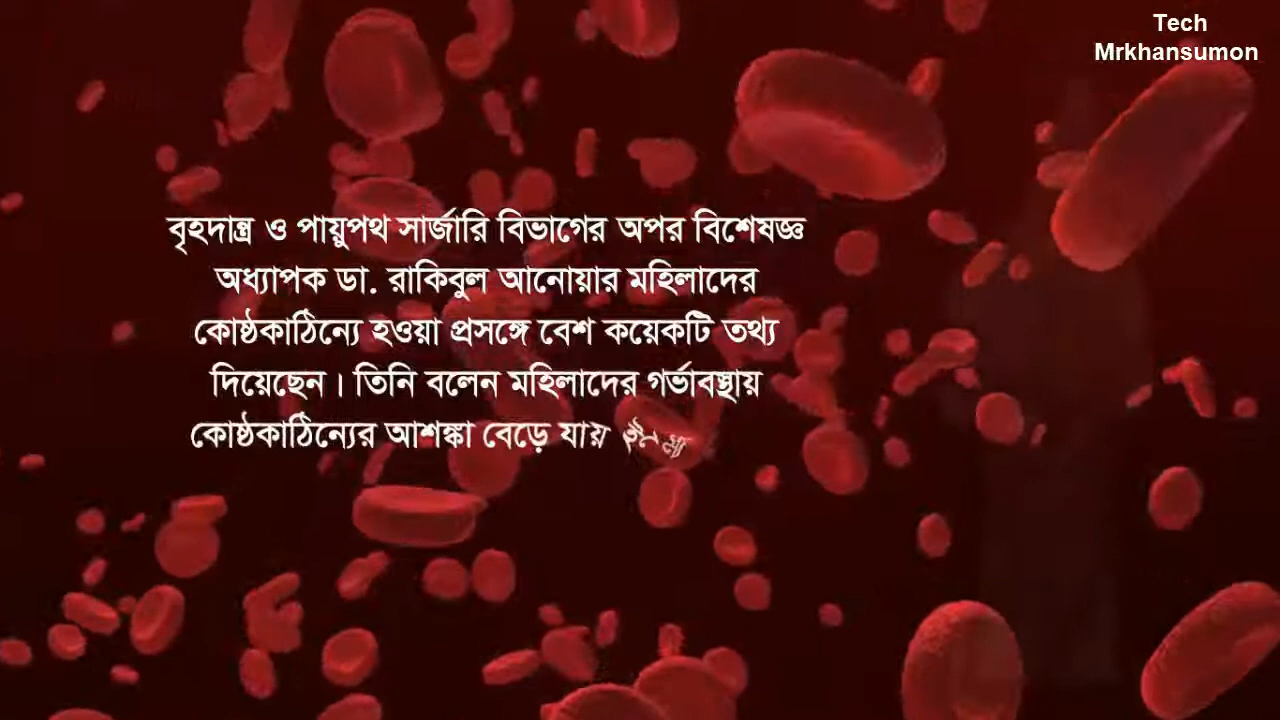 Tech
Mrkhansumon
বৃহদান্ত্র ও পায়ুপথ সার্জারি বিভাগের অপর বিশেষজ্ঞ
অধ্যাপক ডা. রাকিবুল আনোয়ার মহিলাদের
কোষ্ঠকাঠিন্যে হওয়া প্রসঙ্গে বেশ কয়েকটি তথ্য
দিয়েছেন। তিনি বলেন মহিলাদের গর্ভাবস্থায়
কোষ্ঠকাঠিন্যের আশঙ্কা বেড়ে যায়